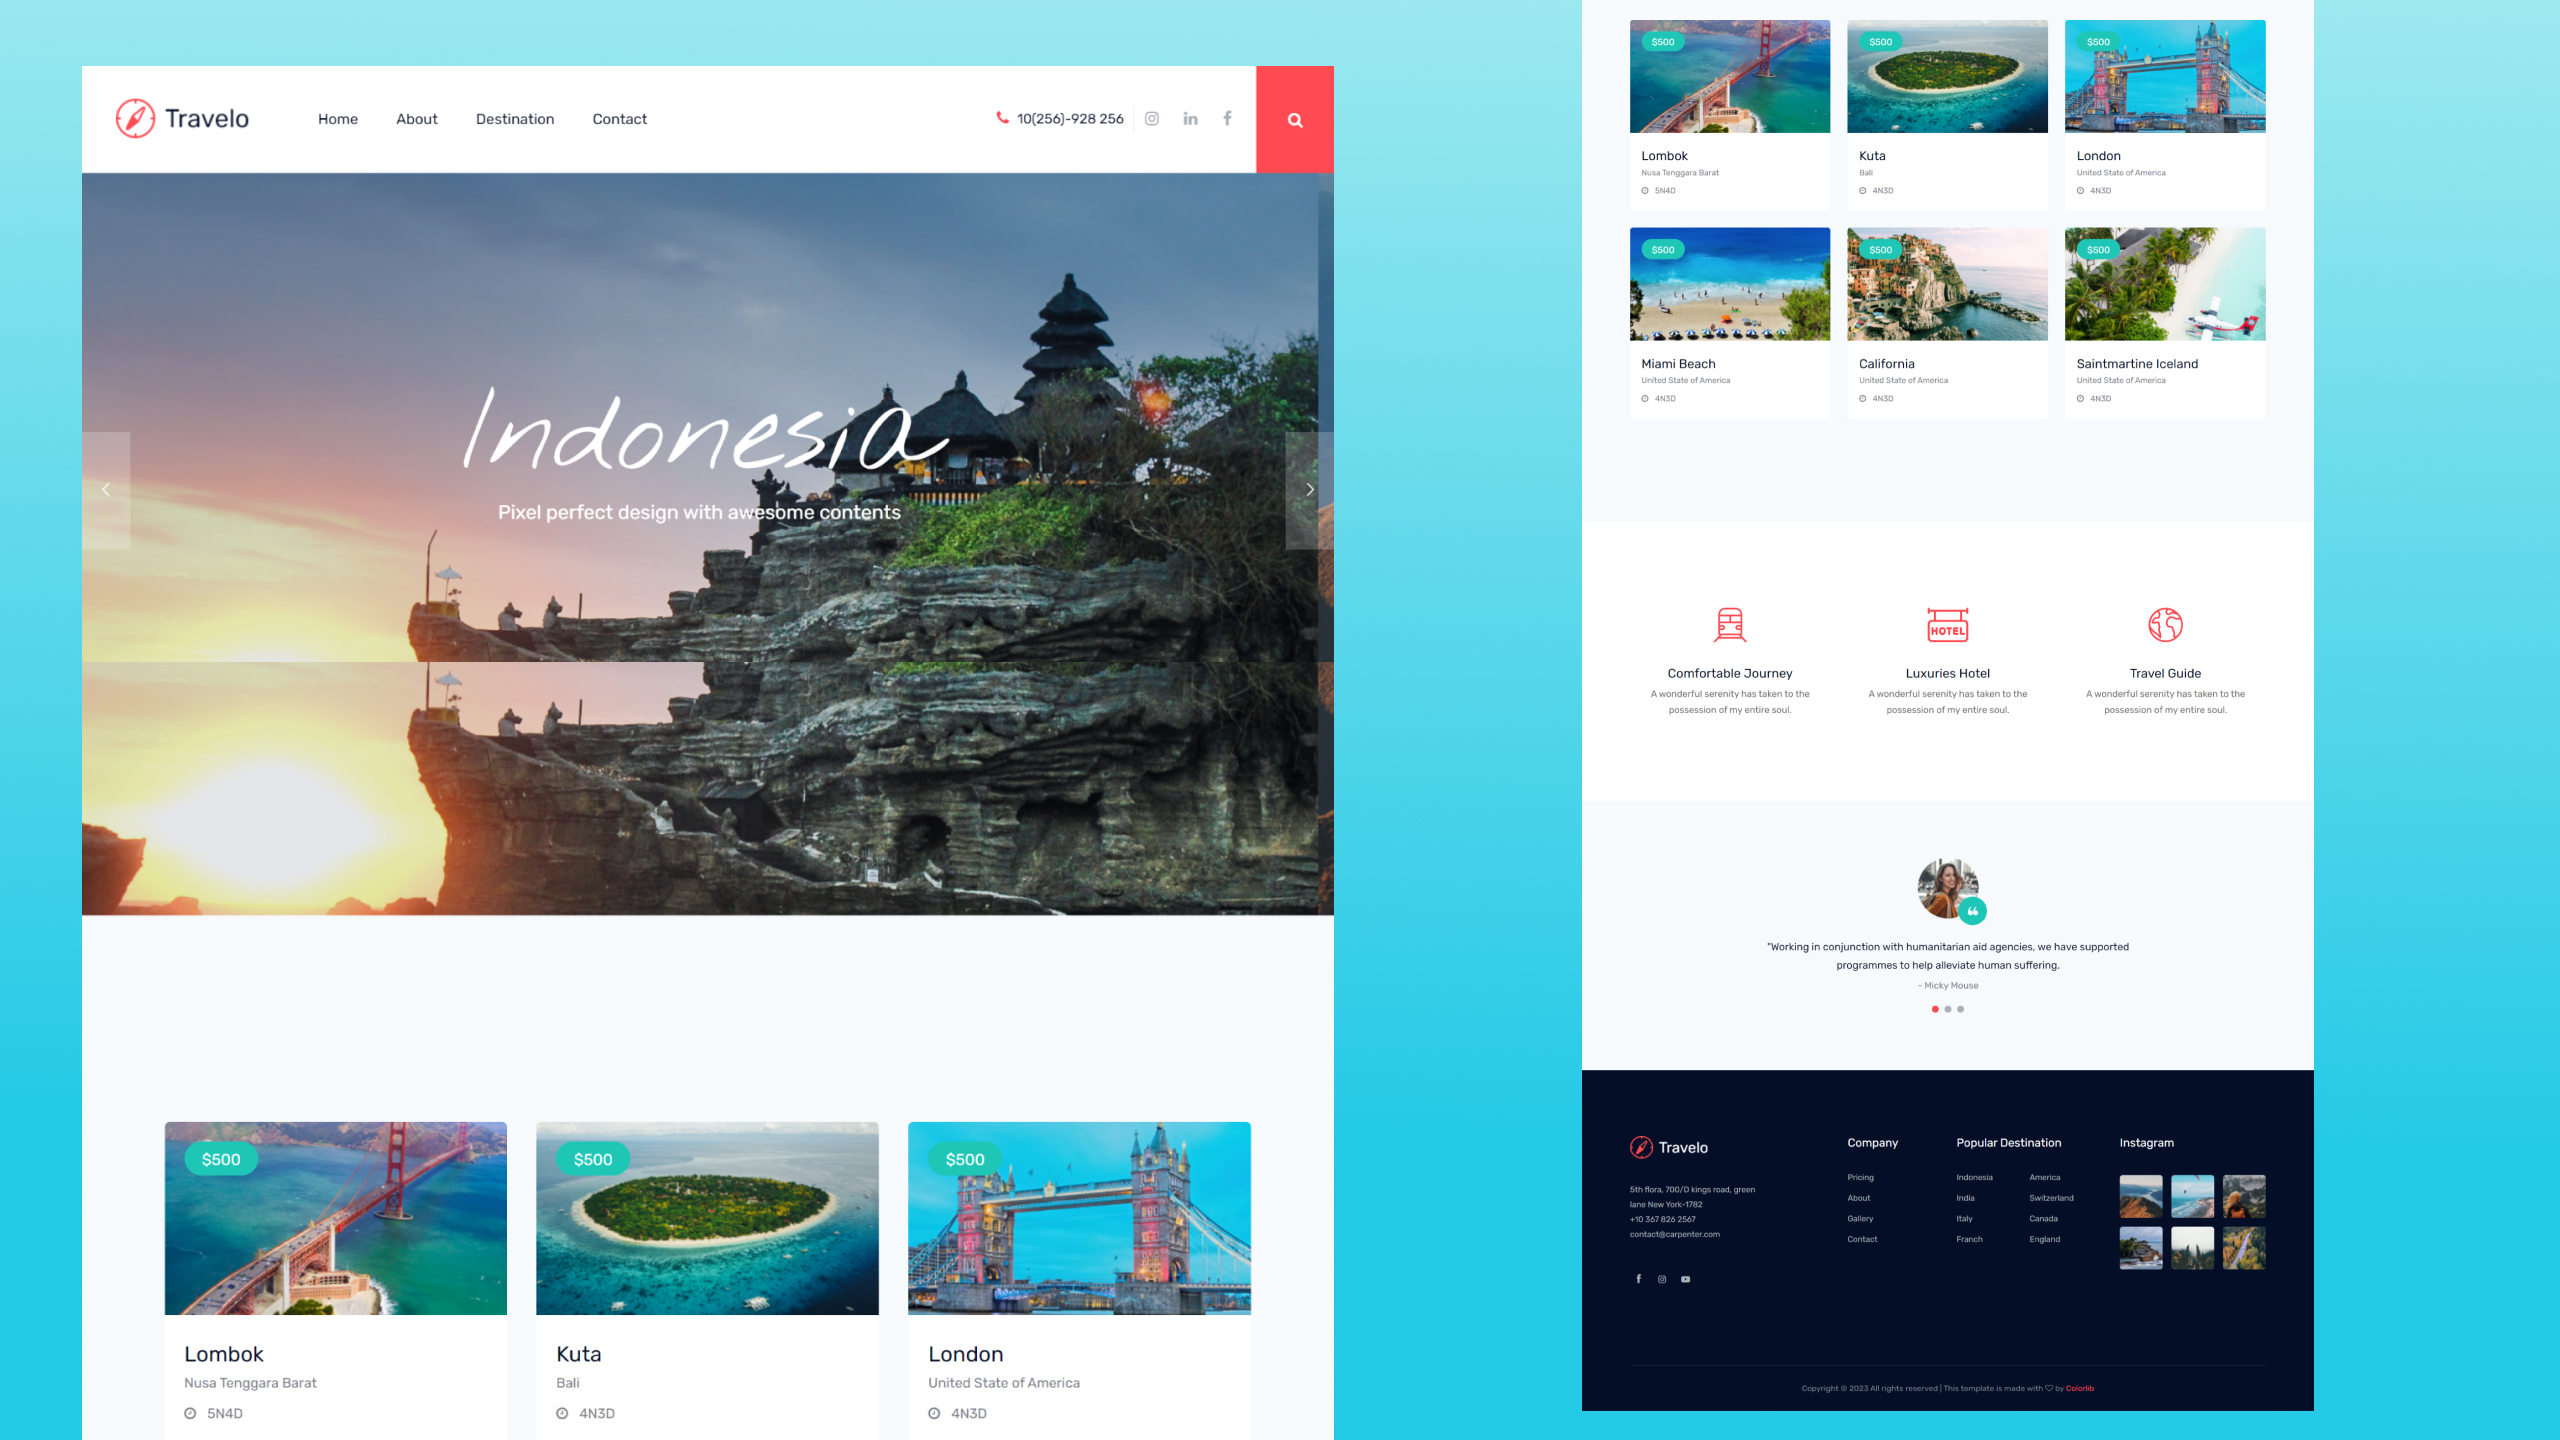 Travelo
Home About Destination Contact
10(256)-928 256
Indonesia
Pixel perfect design with awesome contents
$500
$500
$500
Lombok
Nusa Tenggara Barat
5N4D
Kuta
Bali
4N3D
London
United State of America
4N3D
$500
$500
$500
Lombok
Nusa Tenggara Barat
5N4D
Kuta
Bali
4N3D
London
United State of America
4N3D
$500
$500
$500
Miami Beach
United State of America
4N3D
California
United State of America
4N3D
Saintmartine Iceland
United State of America
4N3D
HOTEL
Comfortable Journey
A wonderful serenity has taken to the
possession of my entire soul.
Luxuries Hotel
A wonderful serenity has taken to the
possession of my entire soul.
Travel Guide
A wonderful serenity has taken to the
possession of my entire soul.
"Working in conjunction with humanitarian aid agencies, we have supported
programmes to help alleviate human suffering.
- Micky Mouse
Travelo
5th flora, 700/D kings road, green
lane New York-1782
+10 367 826 2567
contact@carpenter.com
Company
Pricing
About
Gallery
Contact
Popular Destination
Indonesia
India
Italy
Franch
America
Switzerland
Canada
England
Instagram
Copyright © 2023 All rights reserved | This template is made with ♡ by Colorlib